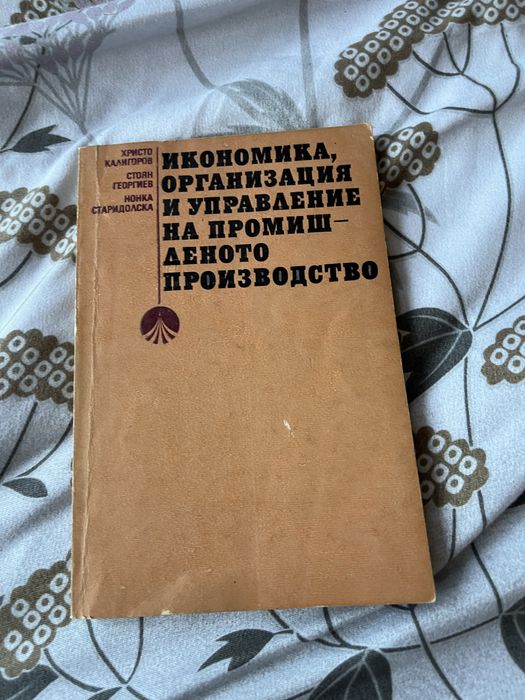 ХРИСТО
КАЛИГОРОВ
СТОЯН
ГЕОРГИЕВ
НОНКА
СТАРИДОЛСКА
ИКОНОМИКА,
ОРГАНИЗАЦИЯ
И УПРАВЛЕНИЕ
НА ПРОМИШ-
ЛЕНОТО
ПРОИЗВОДСТВО